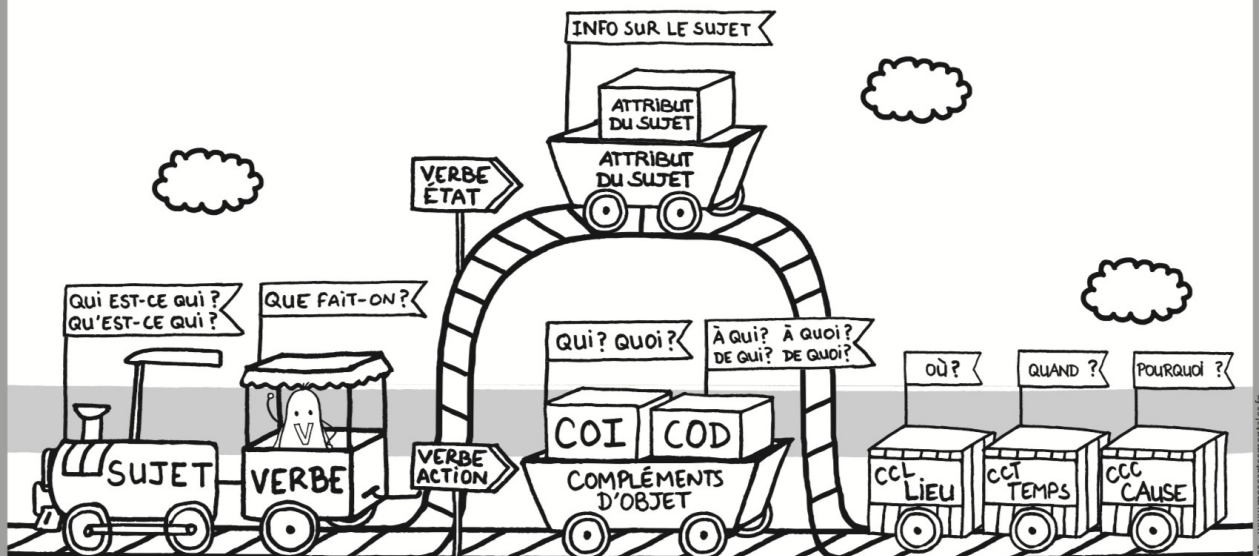 INFO SUR LE SUJET
ATTRIBUT
DU SUJET
ATTRIBUT
DU SUJET
VERBE
ÉTAT
QUI EST-CE QUI ?
QU'EST-CE QUI ?
QUE FAIT-ON ?
QUI ? QUOI ?
À QUI ? À QUOI ?
DE QUI ? DE QUOI ?
OÙ ?
QUAND ?
POURQUOI ?
SUJET
V
VERBE
VERBE
ACTION
COI
COD
COMPLÉMENTS
D'OBJET
CCL
LIEU
CCT
TEMPS
CCC
CAUSE